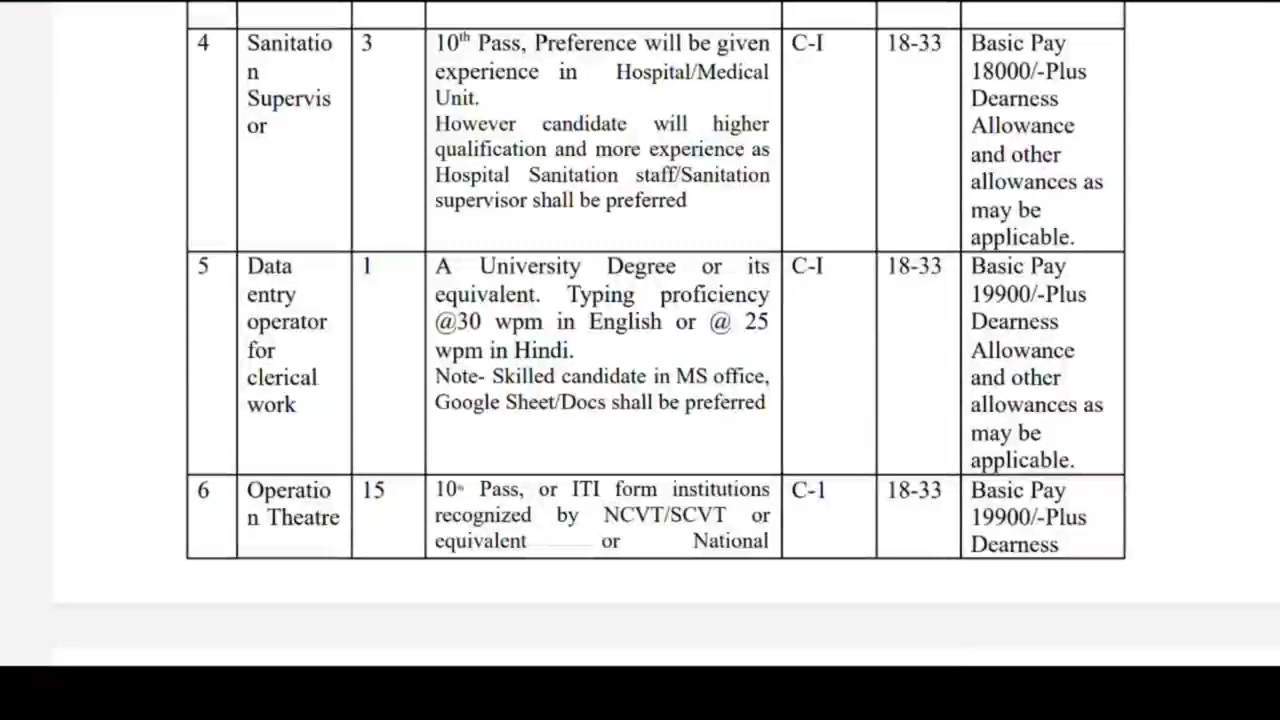 4 Sanitatio 3 10th Pass, Preference will be given C-I 18-33 Basic Pay
n experience in Hospital/Medical 18000/-Plus
Supervis Unit. Dearness
or However candidate will higher Allowance
qualification and more experience as and other
Hospital Sanitation staff/Sanitation allowances as
supervisor shall be preferred may be
applicable.
5 Data 1 A University Degree or its C-I 18-33 Basic Pay
entry equivalent. Typing proficiency 19900/-Plus
operator @30 wpm in English or @ 25 Dearness
for wpm in Hindi. Allowance
clerical Note- Skilled candidate in MS office, and other
work Google Sheet/Docs shall be preferred allowances as
may be
applicable.
6 Operatio 15 10th Pass, or ITI form institutions C-1 18-33 Basic Pay
n Theatre recognized by NCVT/SCVT or 19900/-Plus
equivalent or National Dearness